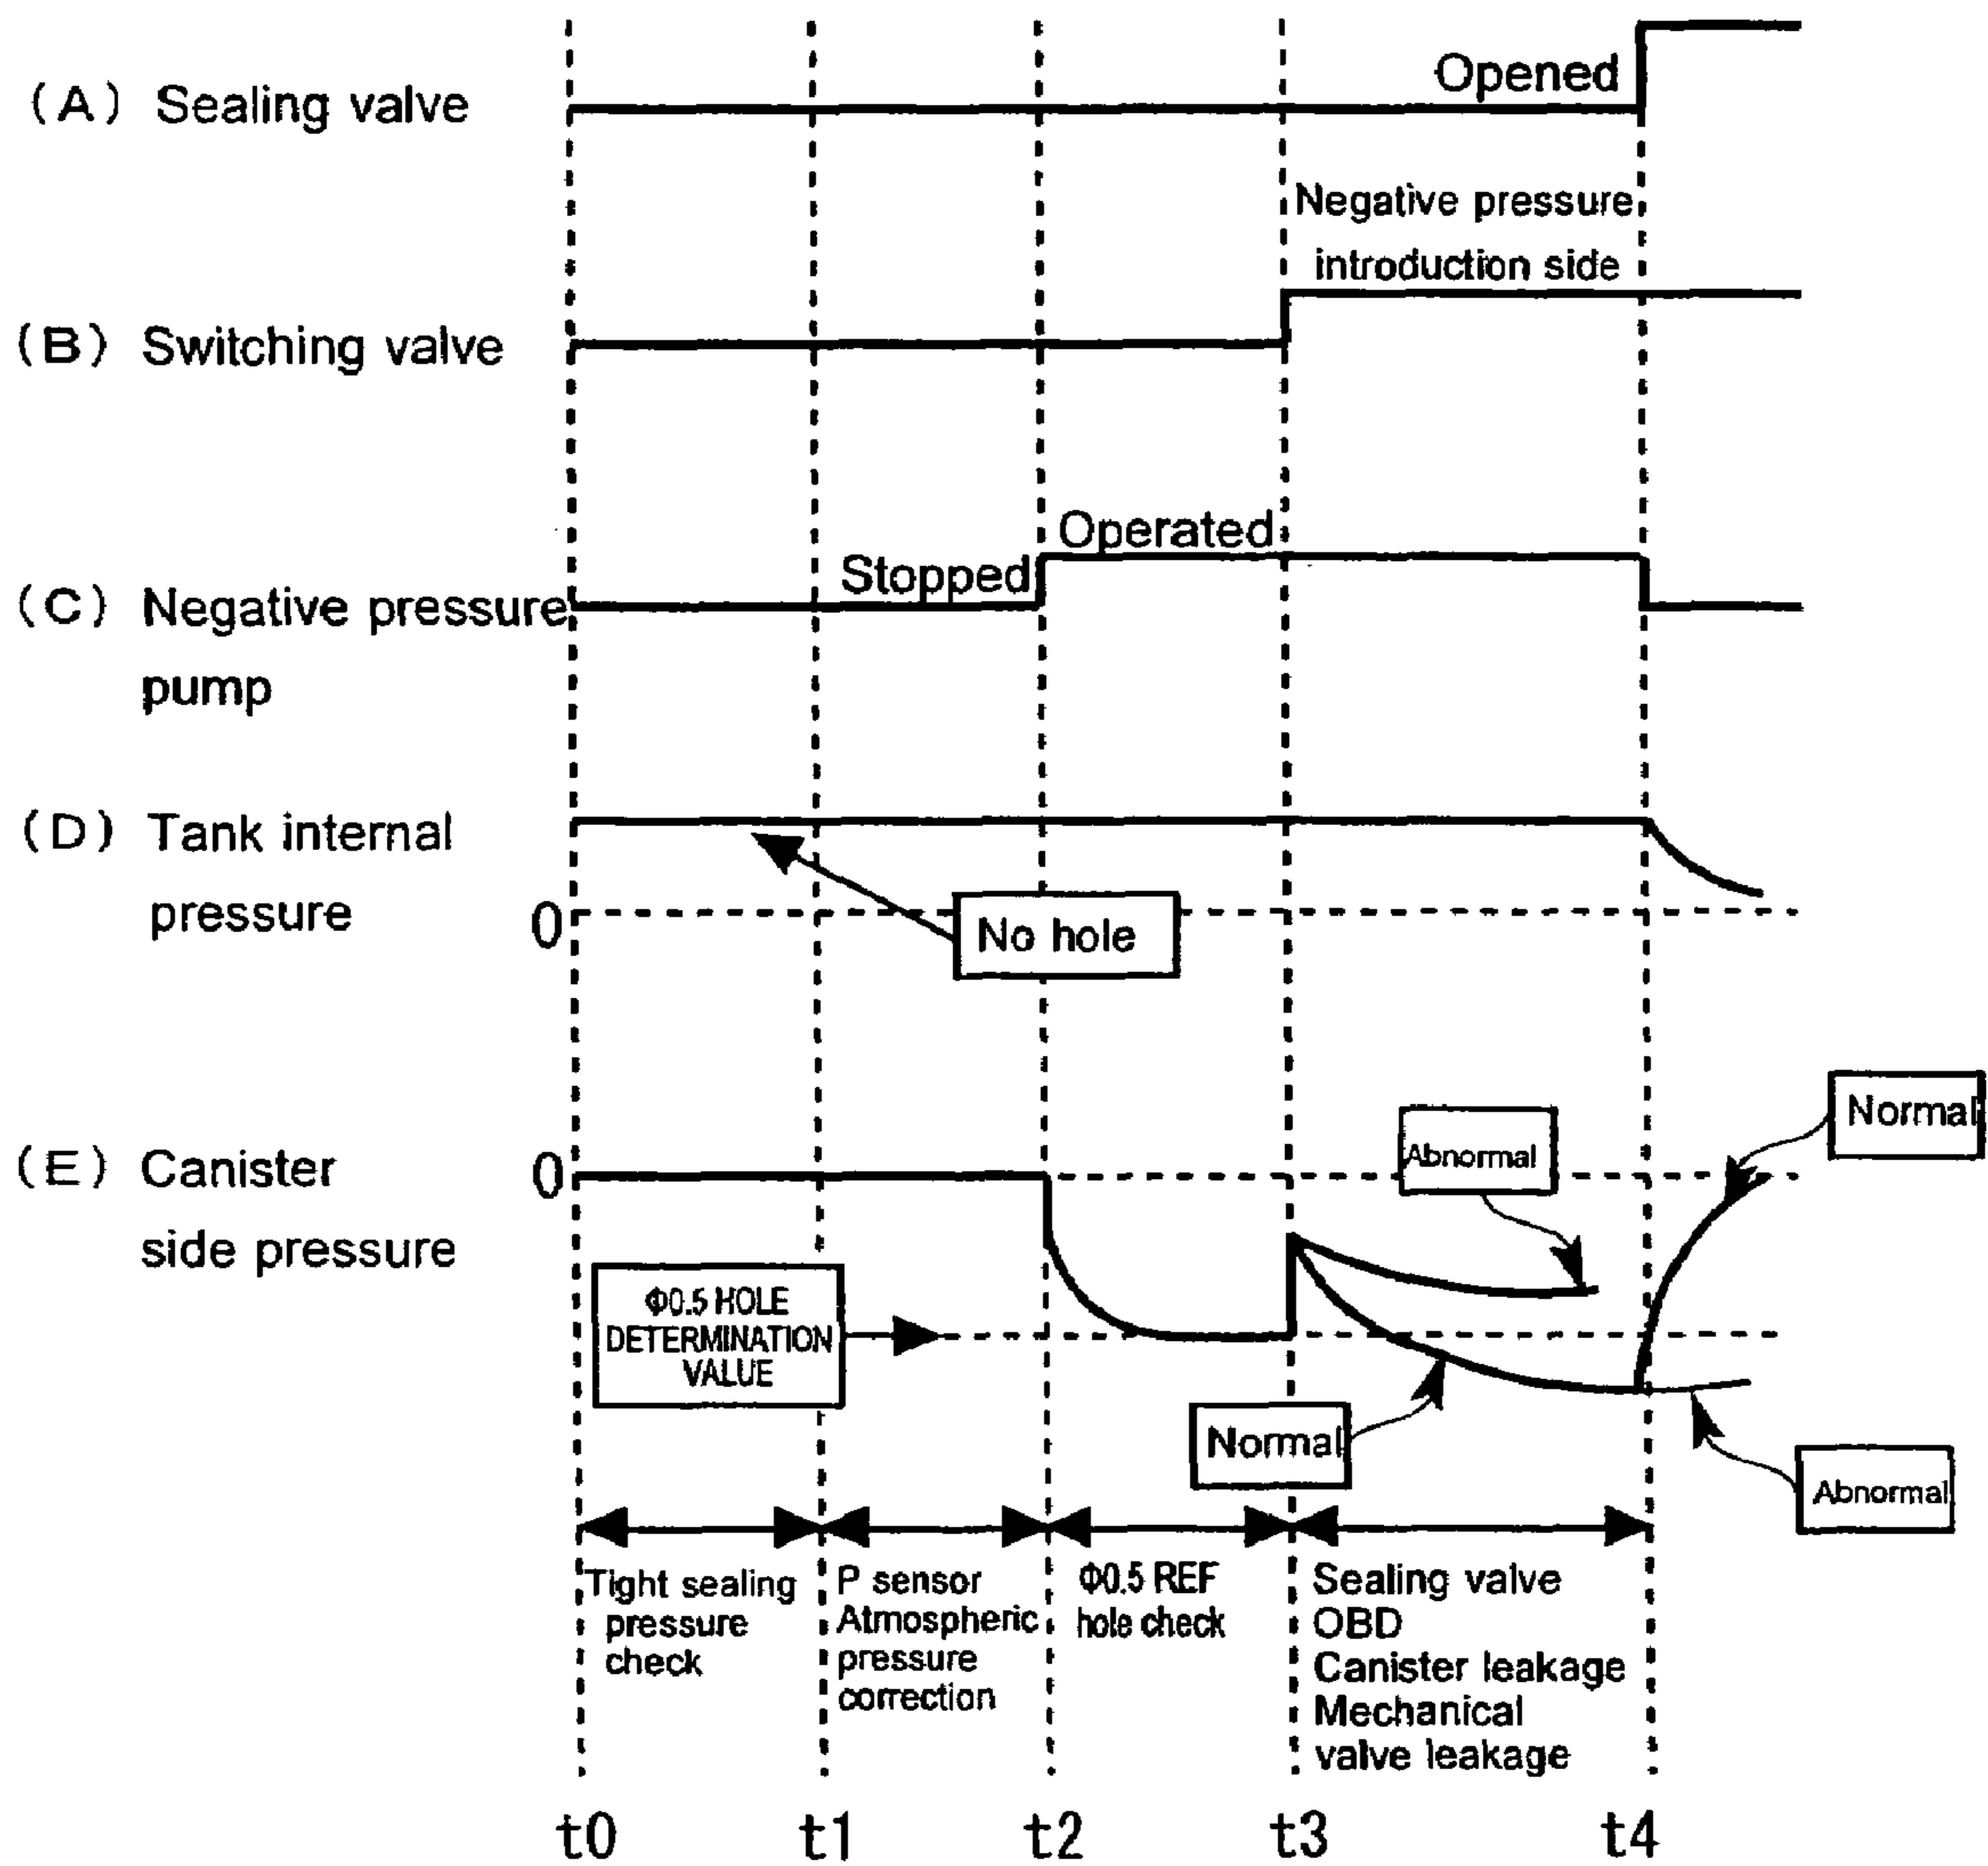 Opened
(A) Sealing valve
Negative pressure
introduction side
(B) Switching valve
Operated
Stopped
(C) Negative pressure
pump
(D) Tank internal
pressure
0
No hole
Normal
Abnormal
(E) Canister
side pressure
0
Φ0.5 HOLE
DETERMINATION
VALUE
Normal
Abnormal
Tight sealing
pressure
check
P sensor
Atmospheric
pressure
correction
Φ0.5 REF
hole check
Sealing valve
OBD
Canister leakage
Mechanical
valve leakage
t0 t1 t2 t3 t4